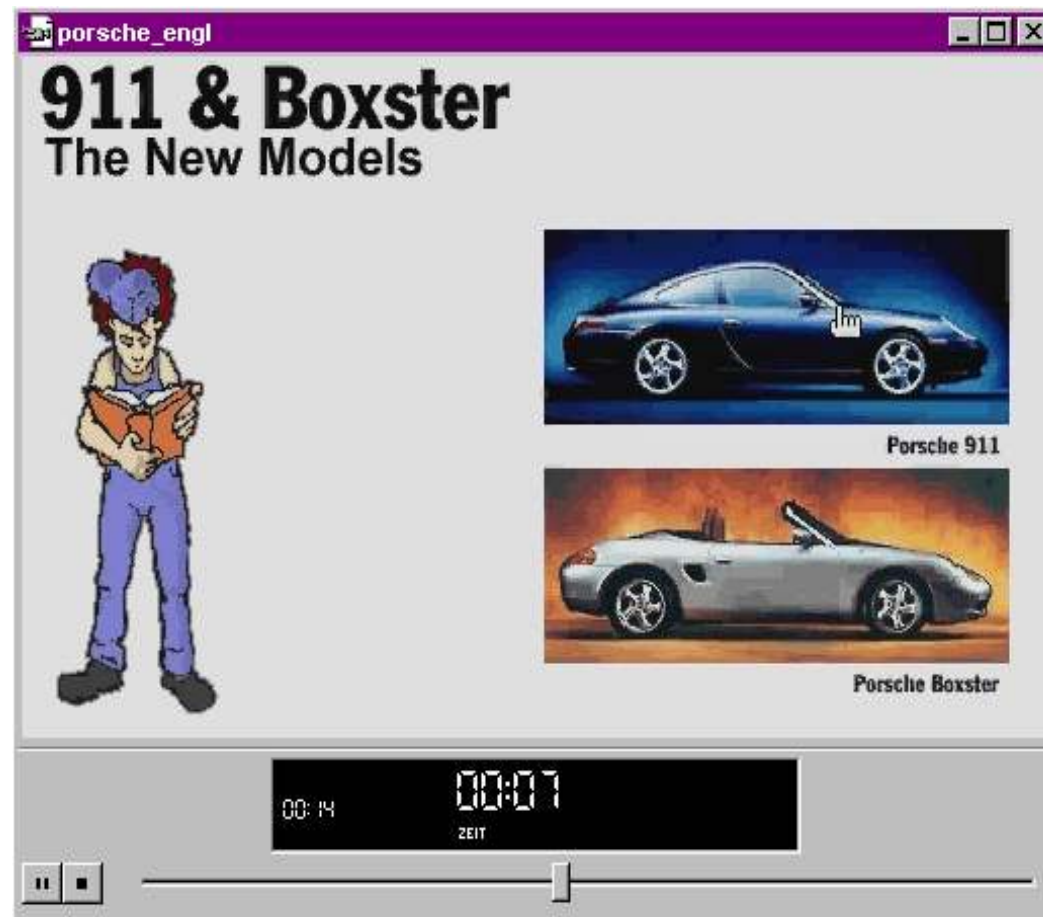 porsche_engl
911 & Boxster
The New Models
Porsche 911
Porsche Boxster
00:14
00:07
ZEIT